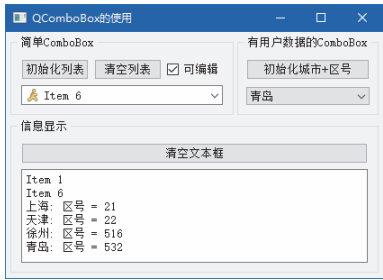 QComboBox的使用
简单ComboBox
有用户数据的ComboBox
初始化列表 清空列表 可编辑
初始化城市+区号
Item 6
青岛
信息显示
清空文本框
Item 1
Item 6
上海: 区号 = 21
天津: 区号 = 22
徐州: 区号 = 516
青岛: 区号 = 532